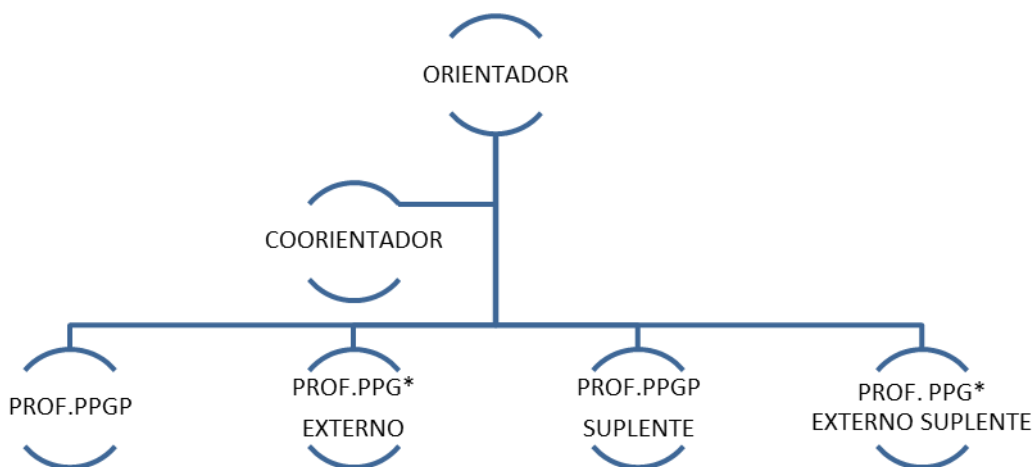 ORIENTADOR
COORIENTADOR
PROF.PPGP
PROF.PPG*
EXTERNO
PROF.PPGP
SUPLENTE
PROF. PPG*
EXTERNO SUPLENTE